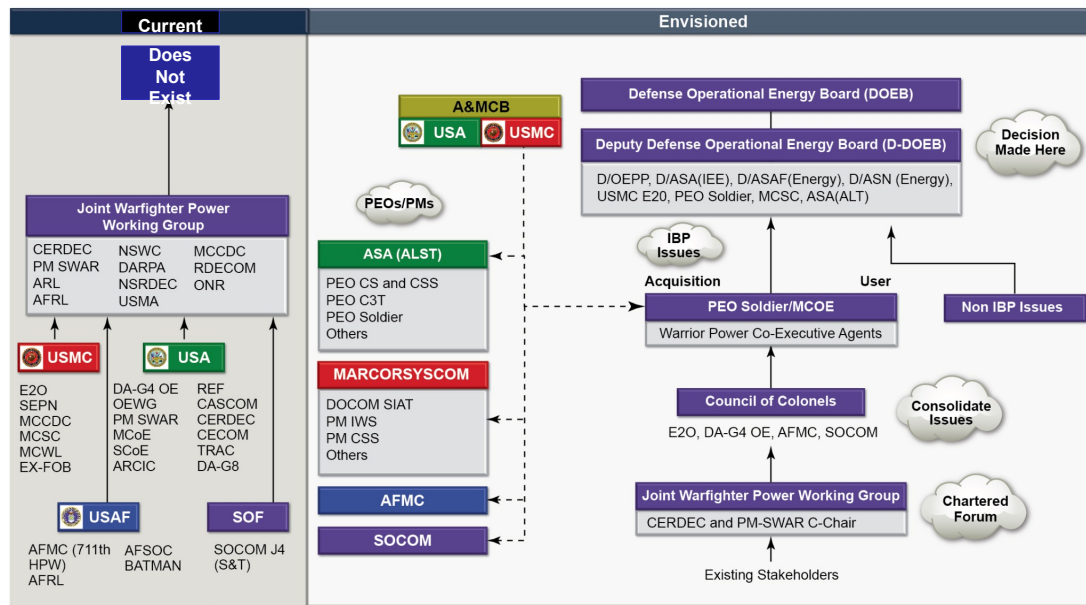 Current
Does
Not
Exist
Joint Warfighter Power
Working Group
CERDEC
PM SWAR
ARL
AFRL
NSWC
DARPA
NSRDEC
USMA
MCCDC
RDECOM
ONR
USMC
E2O
SEPN
MCCDC
MCSC
MCWL
EX-FOB
USA
DA-G4 OE
OEWG
PM SWAR
MCoE
SCoE
ARCIC
REF
CASCOM
CERDEC
CECOM
TRAC
DA-G8
USAF
AFMC (711th
HPW)
AFRL
AFSOC
BATMAN
SOF
SOCOM J4
(S&T)
Envisioned
A&MCB
USA
USMC
PEOs/PMs
ASA (ALST)
PEO CS and CSS
PEO C3T
PEO Soldier
Others
MARCORSYSCOM
DOCOM SIAT
PM IWS
PM CSS
Others
AFMC
SOCOM
Defense Operational Energy Board (DOEB)
Deputy Defense Operational Energy Board (D-DOEB)
D/OEPP, D/ASA(IEE), D/ASAF(Energy), D/ASN (Energy),
USMC E20, PEO Soldier, MCSC, ASA(ALT)
Decision
Made Here
IBP
Issues
Acquisition
User
PEO Soldier/MCOE
Warrior Power Co-Executive Agents
Non IBP Issues
Council of Colonels
E2O, DA-G4 OE, AFMC, SOCOM
Consolidate
Issues
Joint Warfighter Power Working Group
CERDEC and PM-SWAR C-Chair
Chartered
Forum
Existing Stakeholders